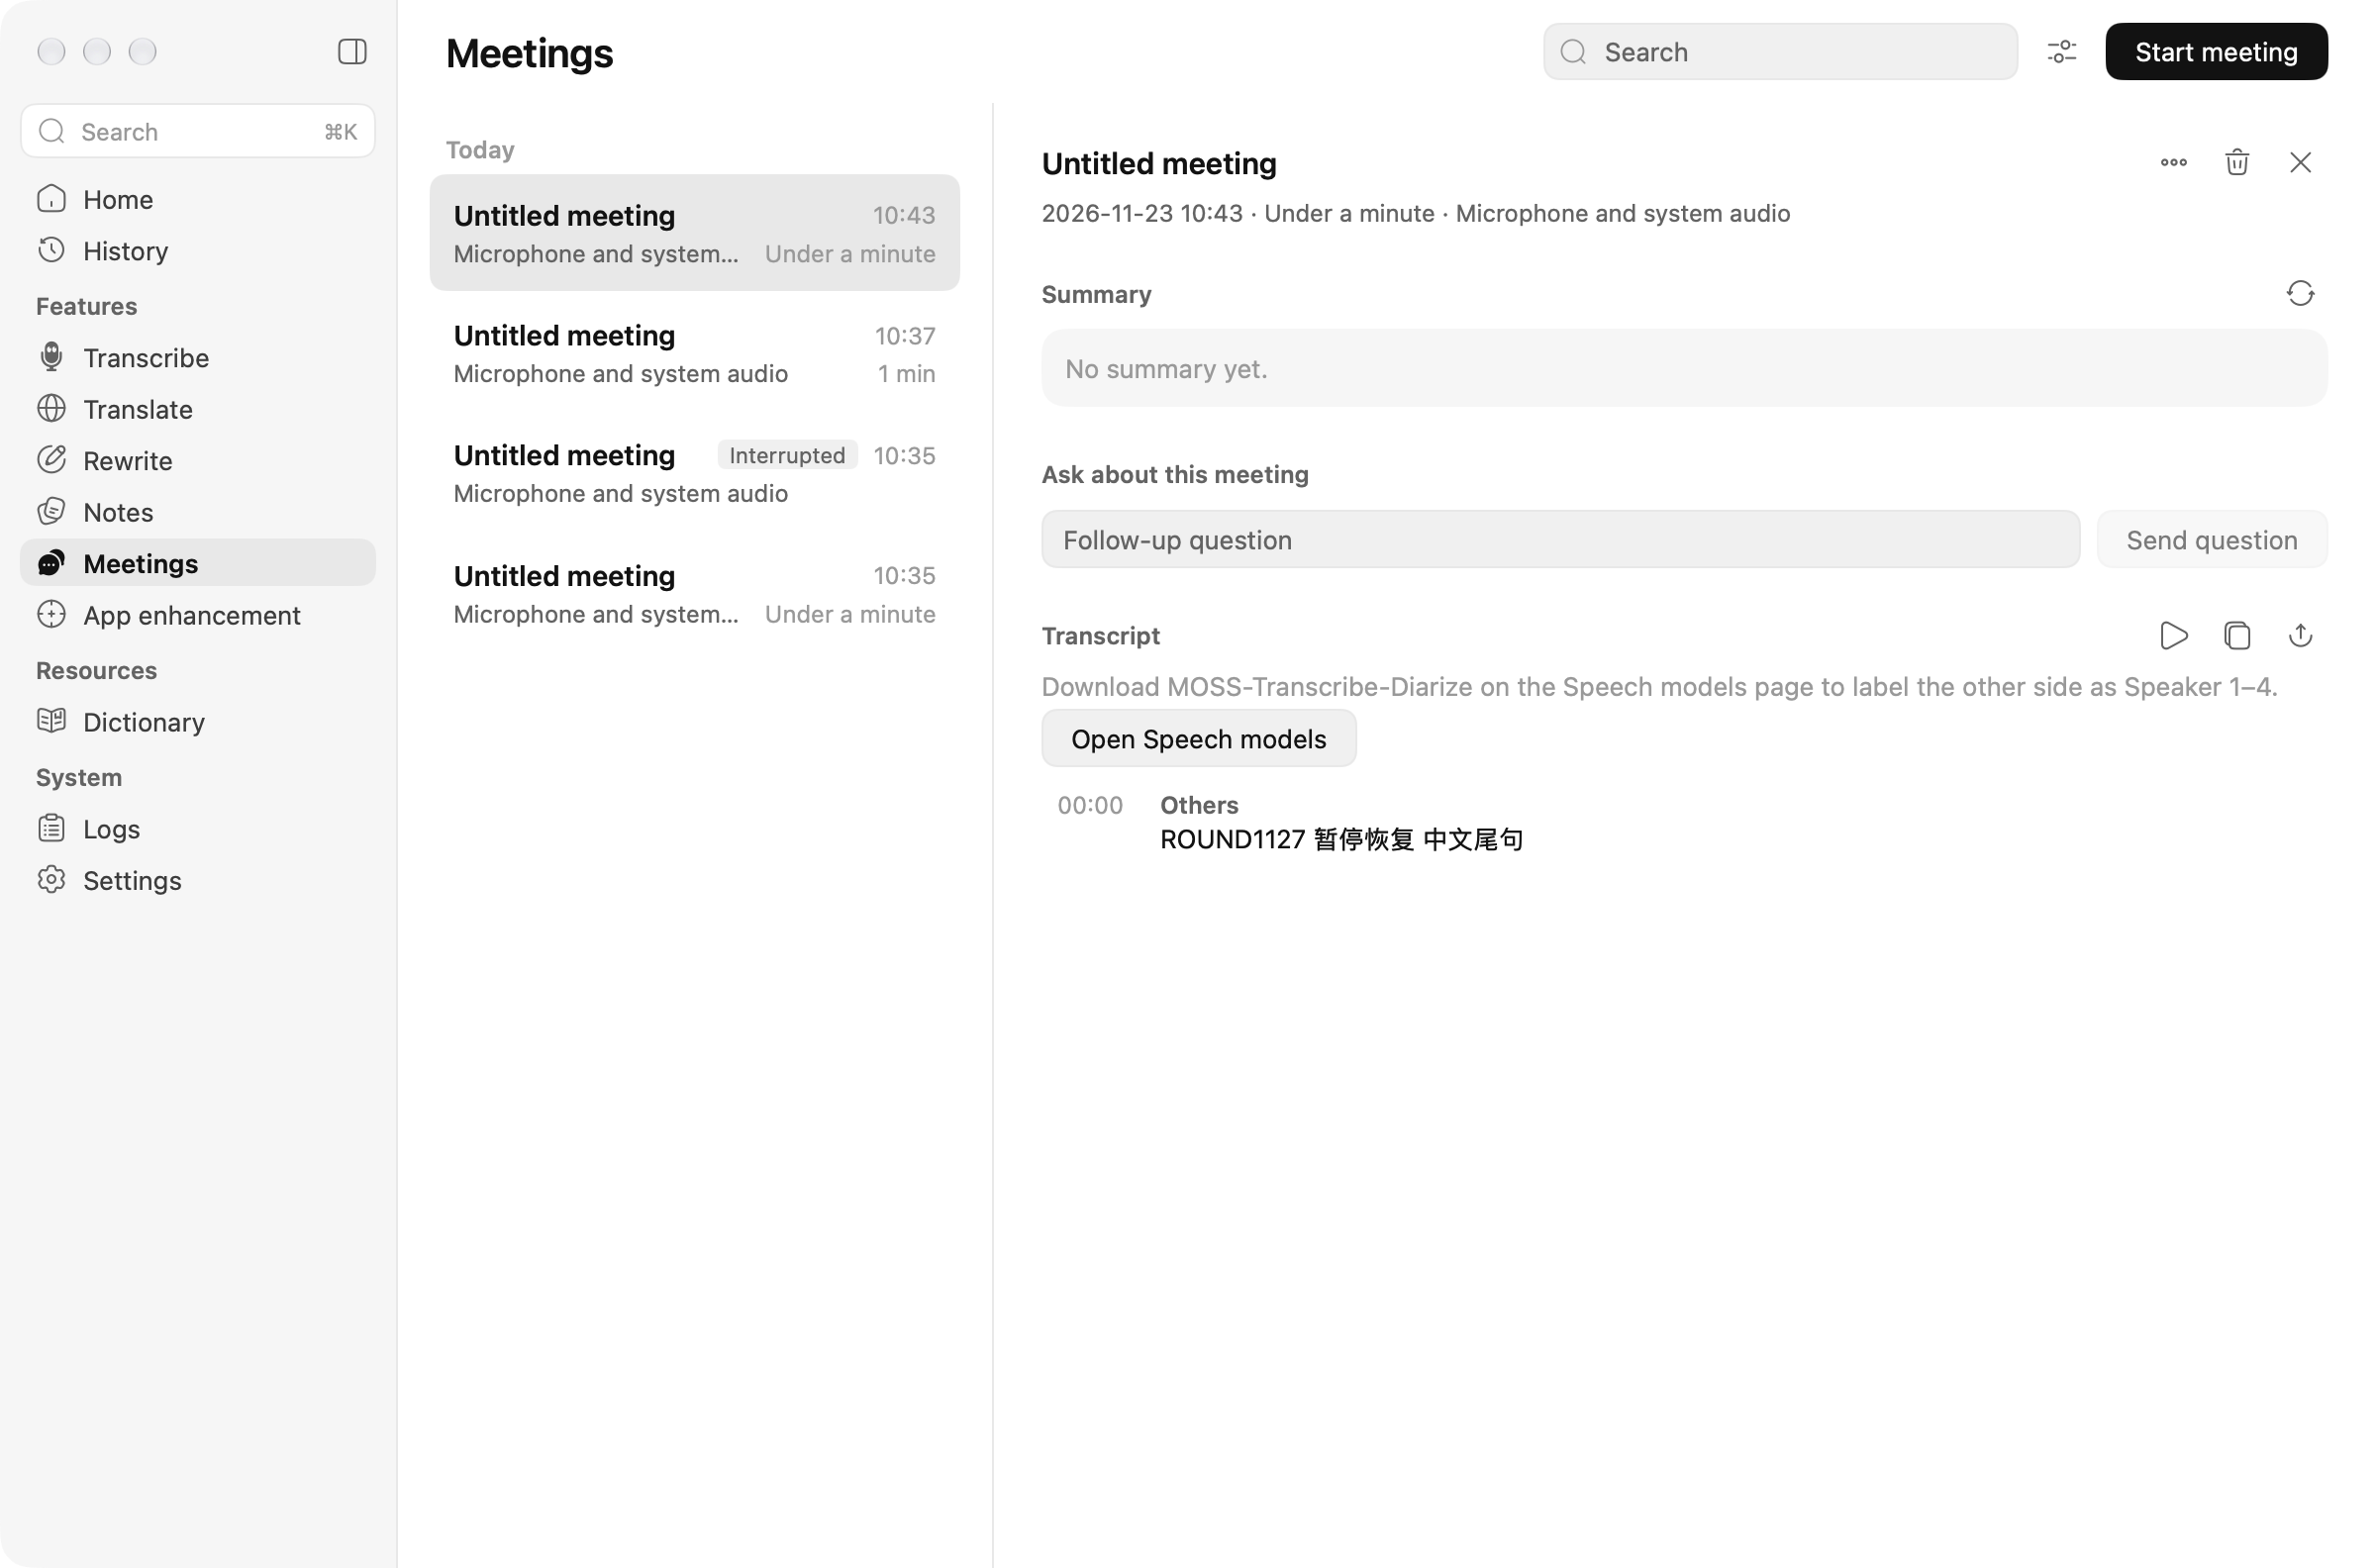 Search ⌘K
Home
History
Features
Transcribe
Translate
Rewrite
Notes
Meetings
App enhancement
Resources
Dictionary
System
Logs
Settings
Meetings
Search
Start meeting
Today
Untitled meeting 10:43
Microphone and system... Under a minute
Untitled meeting 10:37
Microphone and system audio 1 min
Untitled meeting Interrupted 10:35
Microphone and system audio
Untitled meeting 10:35
Microphone and system... Under a minute
Untitled meeting
2026-11-23 10:43 · Under a minute · Microphone and system audio
Summary
No summary yet.
Ask about this meeting
Follow-up question Send question
Transcript
Download MOSS-Transcribe-Diarize on the Speech models page to label the other side as Speaker 1–4.
Open Speech models
00:00 Others
ROUND1127 暂停恢复 中文尾句